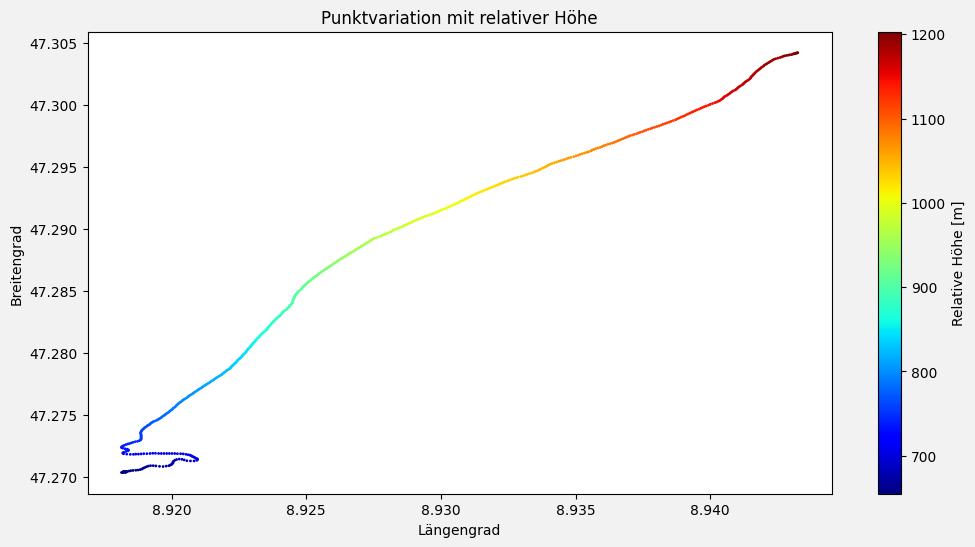 Punktvariation mit relativer Höhe
47.305
47.300
47.295
47.290
47.285
47.280
47.275
47.270
Breitengrad
8.920 8.925 8.930 8.935 8.940
Längengrad
1200
1100
1000
900
800
700
Relative Höhe [m]